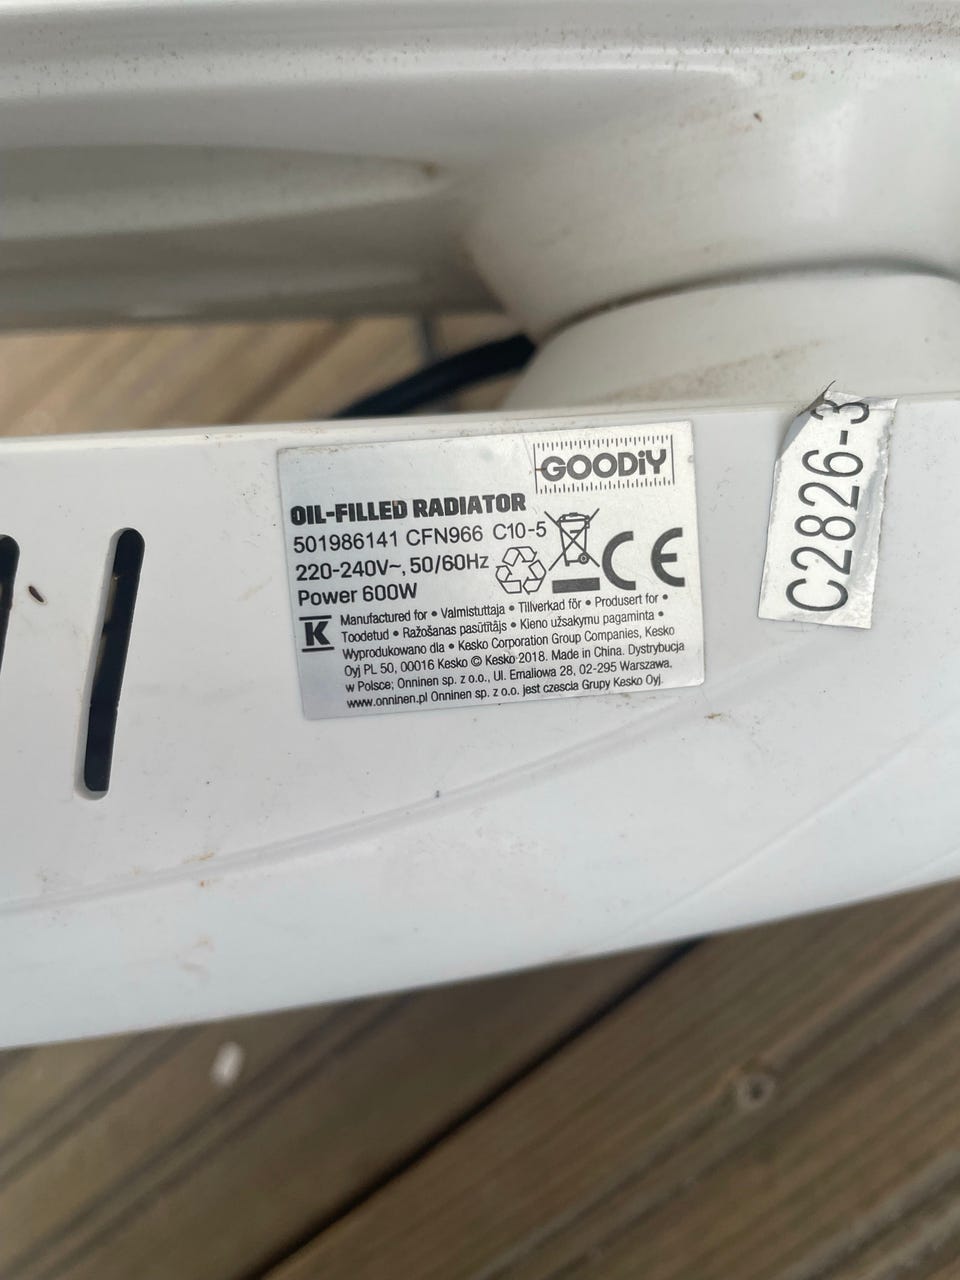 GOODiY
OIL-FILLED RADIATOR
501986141 CFN966 C10-5
220-240V~, 50/60Hz
Power 600W
CE
K
Manufactured for • Valmistuttaja • Tillverkad för • Produsert for •
Toodetud • Ražošanas pasūtītājs • Kieno užsakymu pagaminta •
Wyprodukowano dla • Kesko Corporation Group Companies, Kesko
Oyj PL 50, 00016 Kesko © Kesko 2018. Made in China. Dystrybucja
w Polsce; Onninen sp. z o.o., Ul. Emaliowa 28, 02-295 Warszawa.
www.onninen.pl Onninen sp. z o.o. jest czescia Grupy Kesko Oyj.
C2826-3